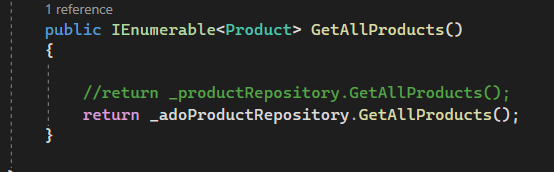 1 reference
public IEnumerable<Product> GetAllProducts()
{
//return _productRepository.GetAllProducts();
return _adoProductRepository.GetAllProducts();
}